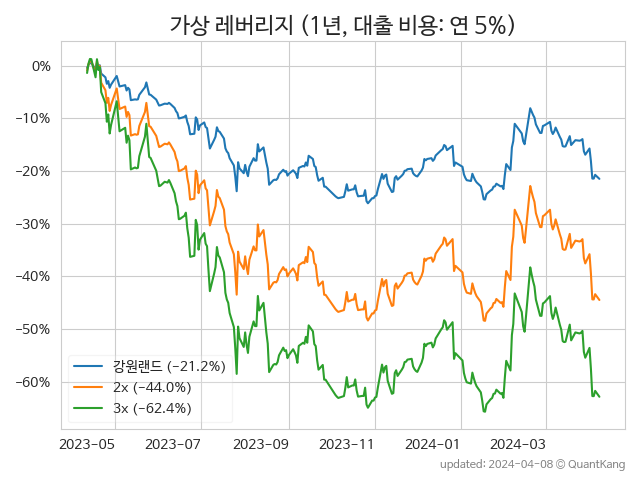 가상 레버리지 (1년, 대출 비용: 연 5%)
0%
−10%
−20%
−30%
−40%
−50%
−60%
강원랜드 (−21.2%)
2x (−44.0%)
3x (−62.4%)
2023-05 2023-07 2023-09 2023-11 2024-01 2024-03
updated: 2024-04-08 © QuantKang